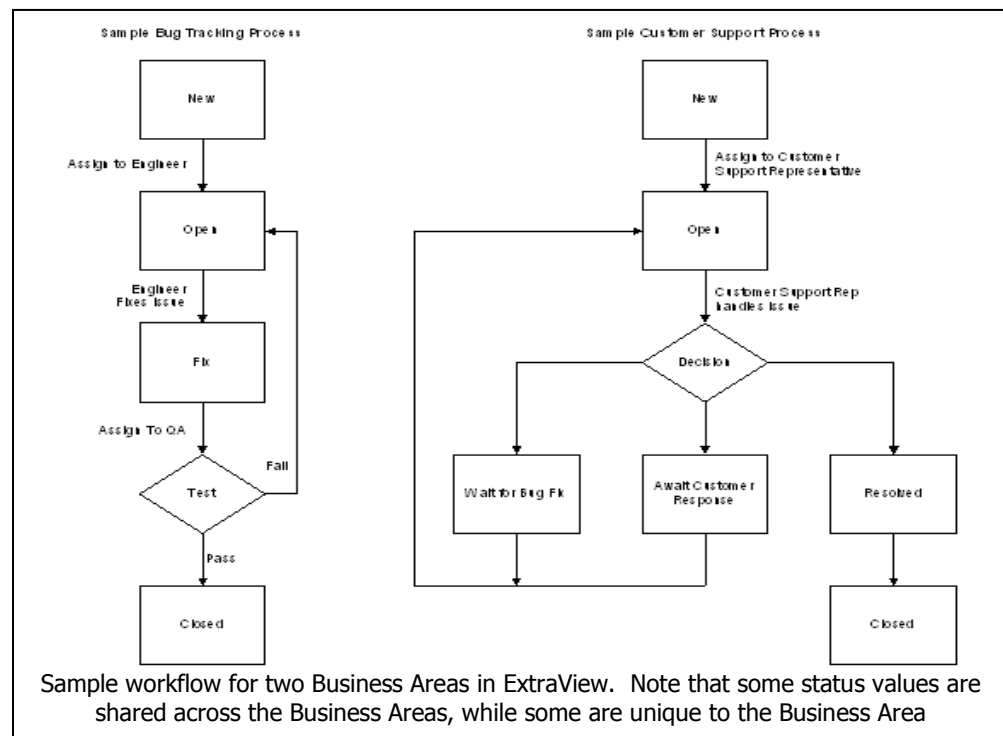 Sample Bug Tracking Process
New
Assign to Engineer
Open
Engineer
Fixes Issue
Fix
Assign To QA
Fail
Test
Pass
Closed
Sample Customer Support Process
New
Assign to Customer
Support Representative
Open
Customer Support Rep
handles Issue
Decision
Wait for Bug Fix
Await Customer
Response
Resolved
Closed
Sample workflow for two Business Areas in ExtraView. Note that some status values are
shared across the Business Areas, while some are unique to the Business Area